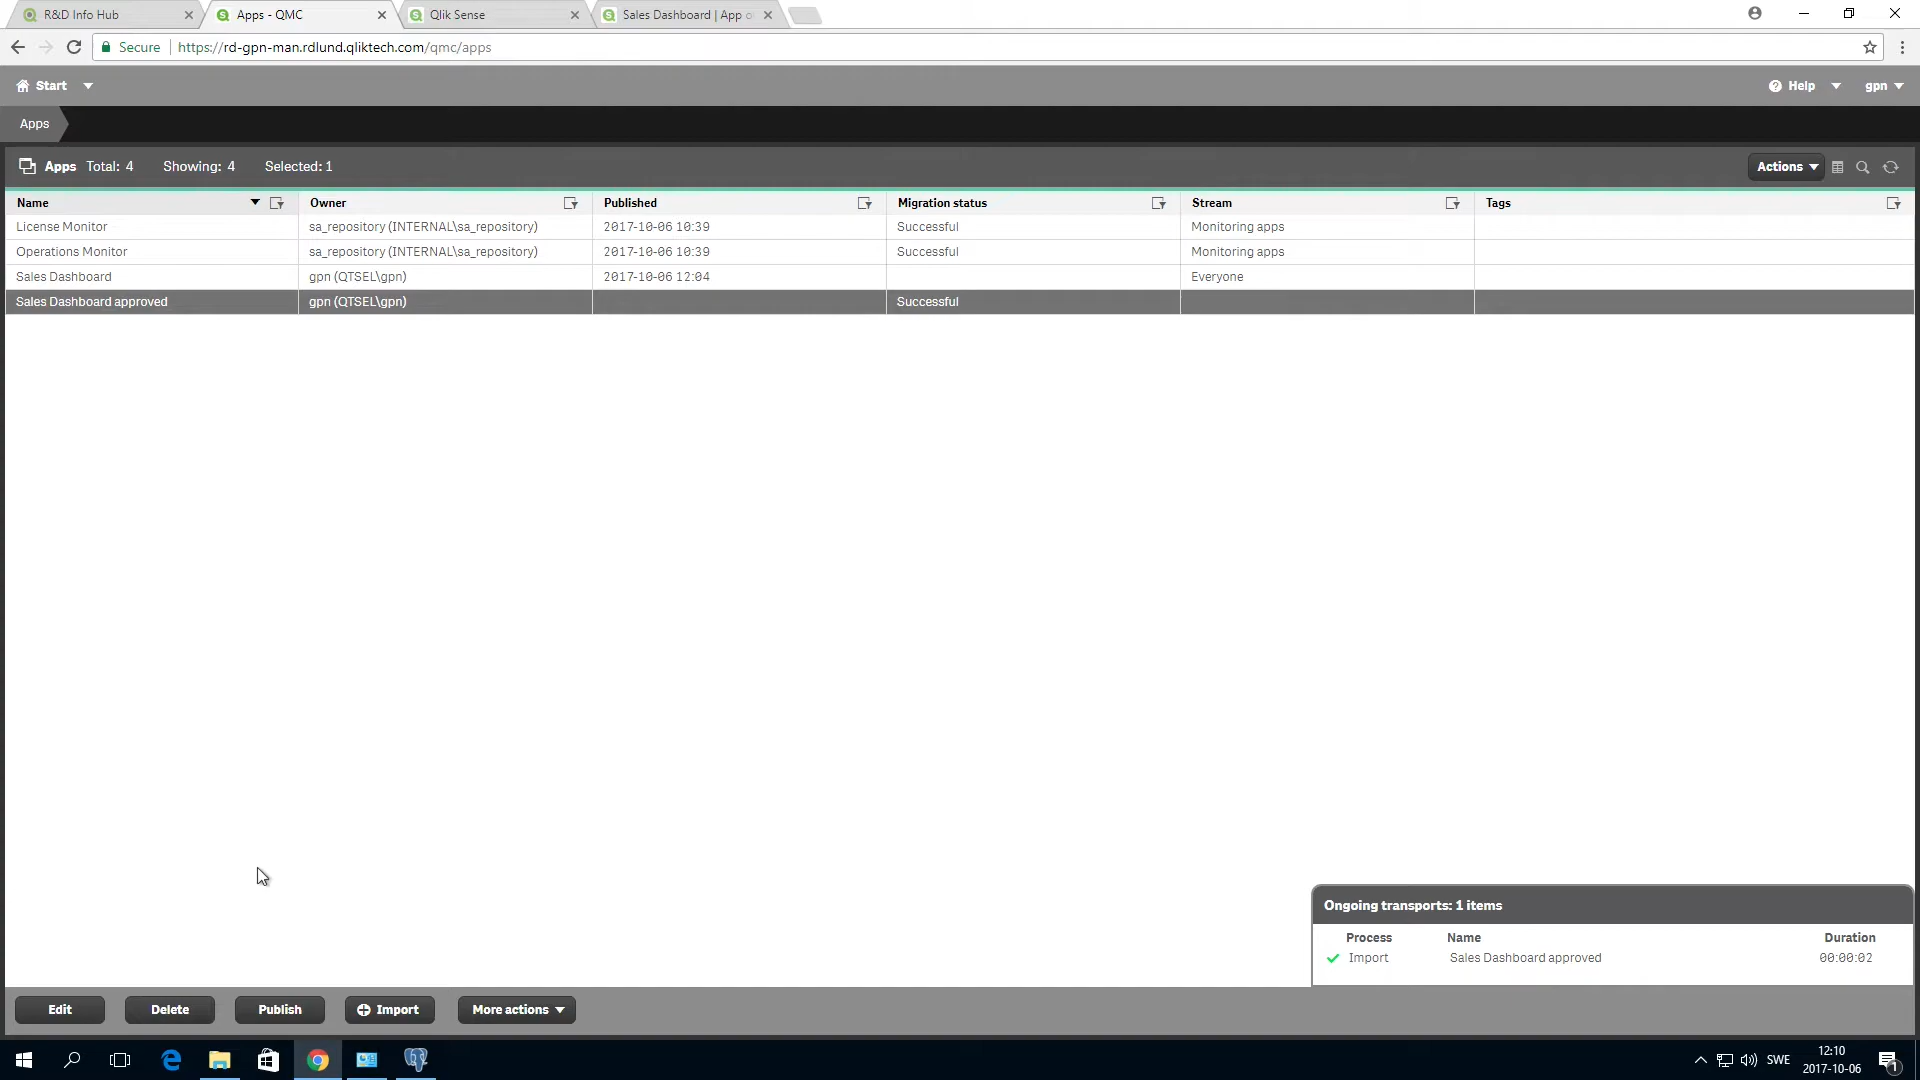 R&D Info Hub
Apps - QMC
Qlik Sense
Sales Dashboard | App o
Secure
https://rd-gpn-man.rdlund.qliktech.com/qmc/apps
Start
Help
gpn
Apps
Apps Total: 4 Showing: 4 Selected: 1
Actions
Name Owner Published Migration status Stream Tags
License Monitor sa_repository (INTERNAL\sa_repository) 2017-10-06 10:39 Successful Monitoring apps
Operations Monitor sa_repository (INTERNAL\sa_repository) 2017-10-06 10:39 Successful Monitoring apps
Sales Dashboard gpn (QTSEL\gpn) 2017-10-06 12:04 Everyone
Sales Dashboard approved gpn (QTSEL\gpn) Successful
Ongoing transports: 1 items
Process Name Duration
Import Sales Dashboard approved 00:00:02
Edit Delete Publish Import More actions
SWE
12:10
2017-10-06
1